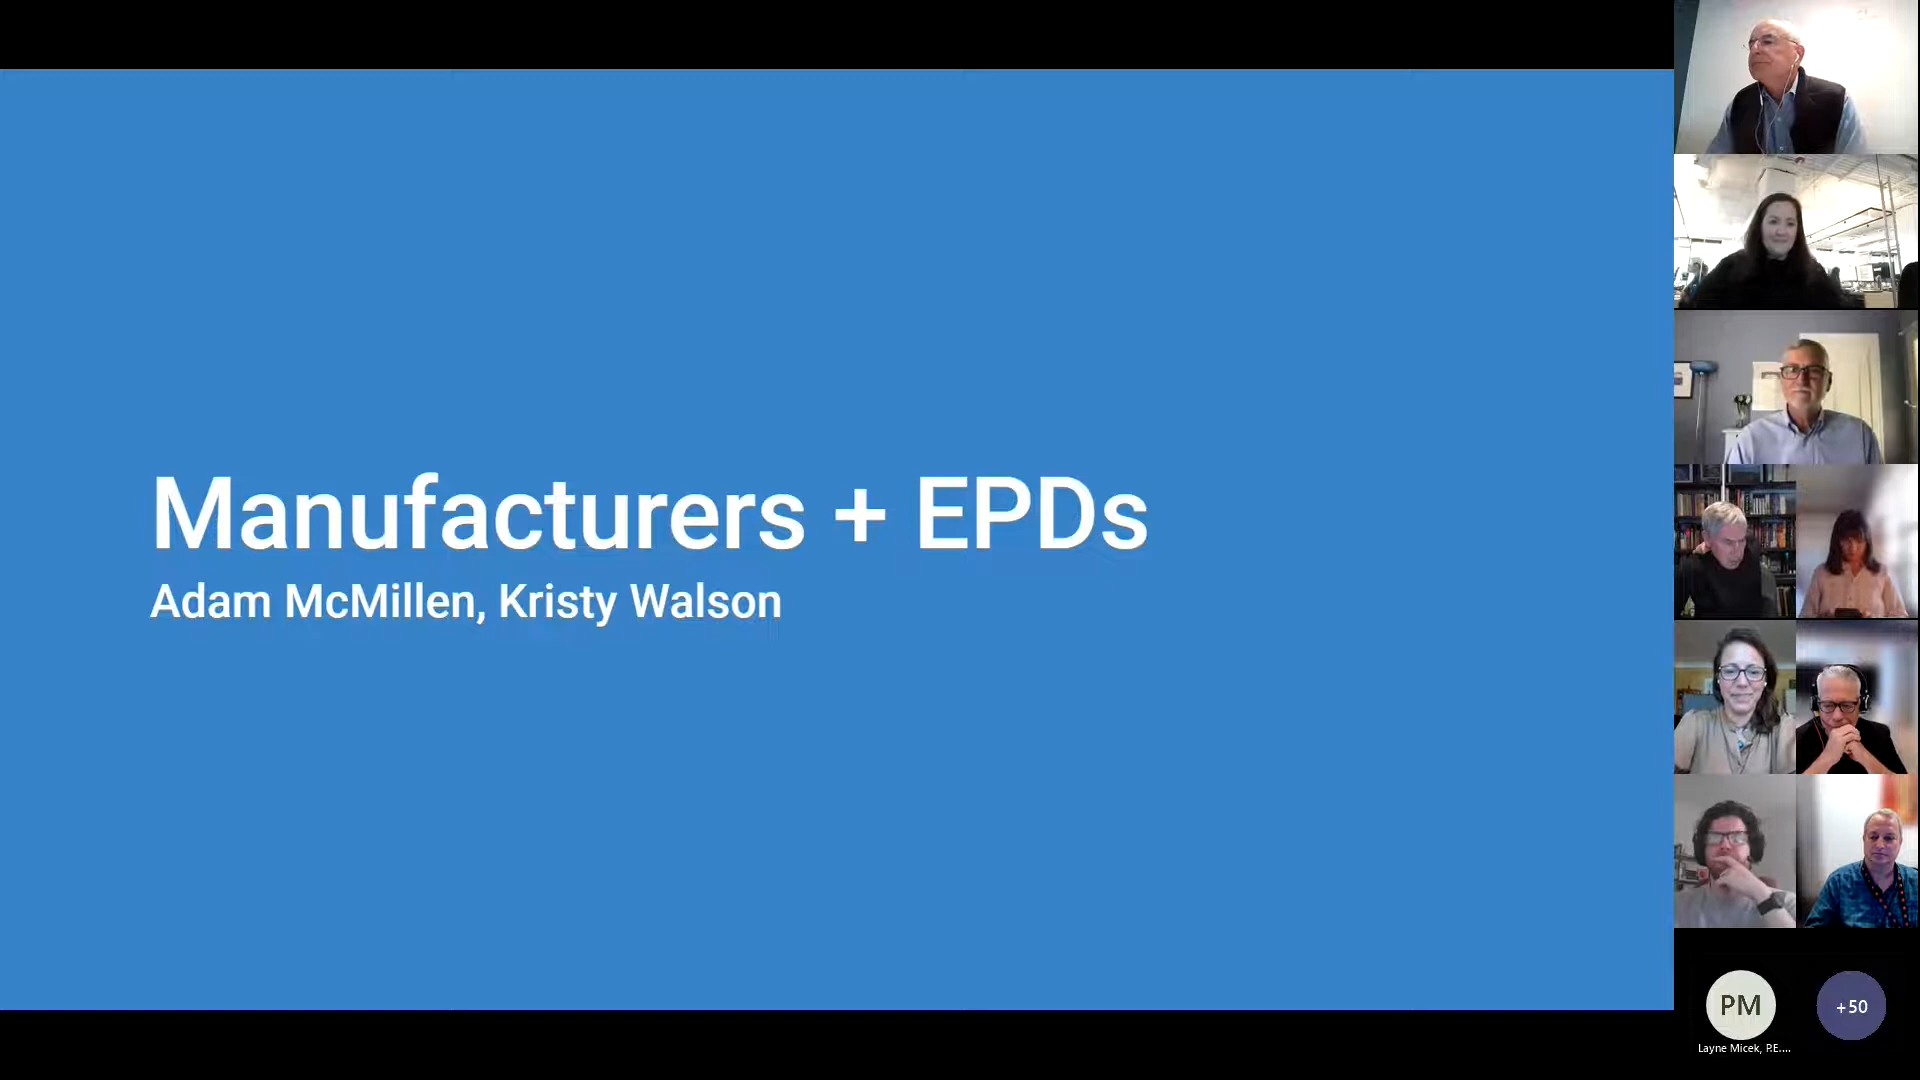 Manufacturers + EPDs
Adam McMillen, Kristy Walson
PM
+50
Layne Micek, P.E....